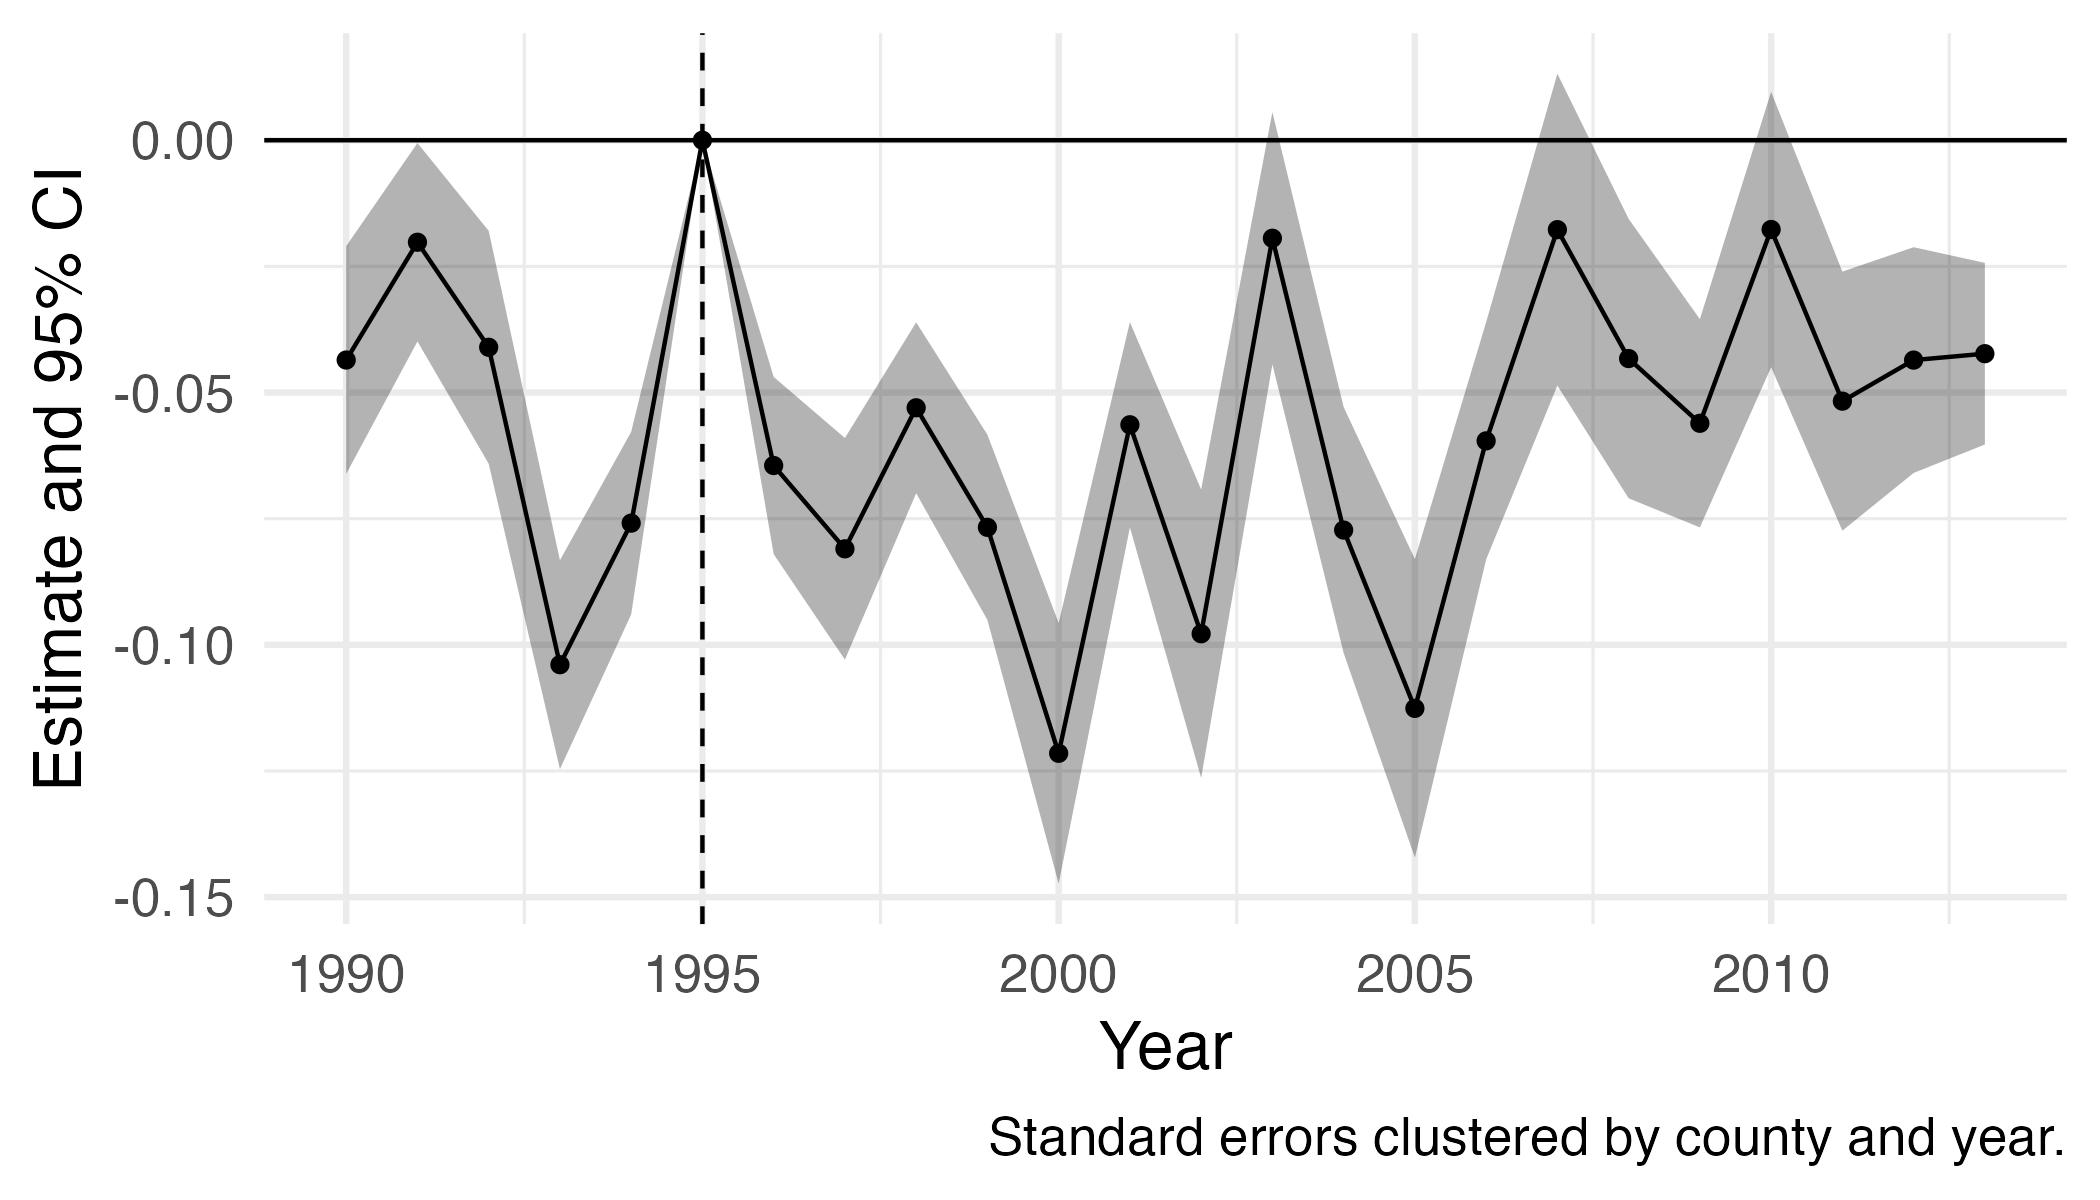 Estimate and 95% CI
0.00
-0.05
-0.10
-0.15
1990 1995 2000 2005 2010
Year
Standard errors clustered by county and year.